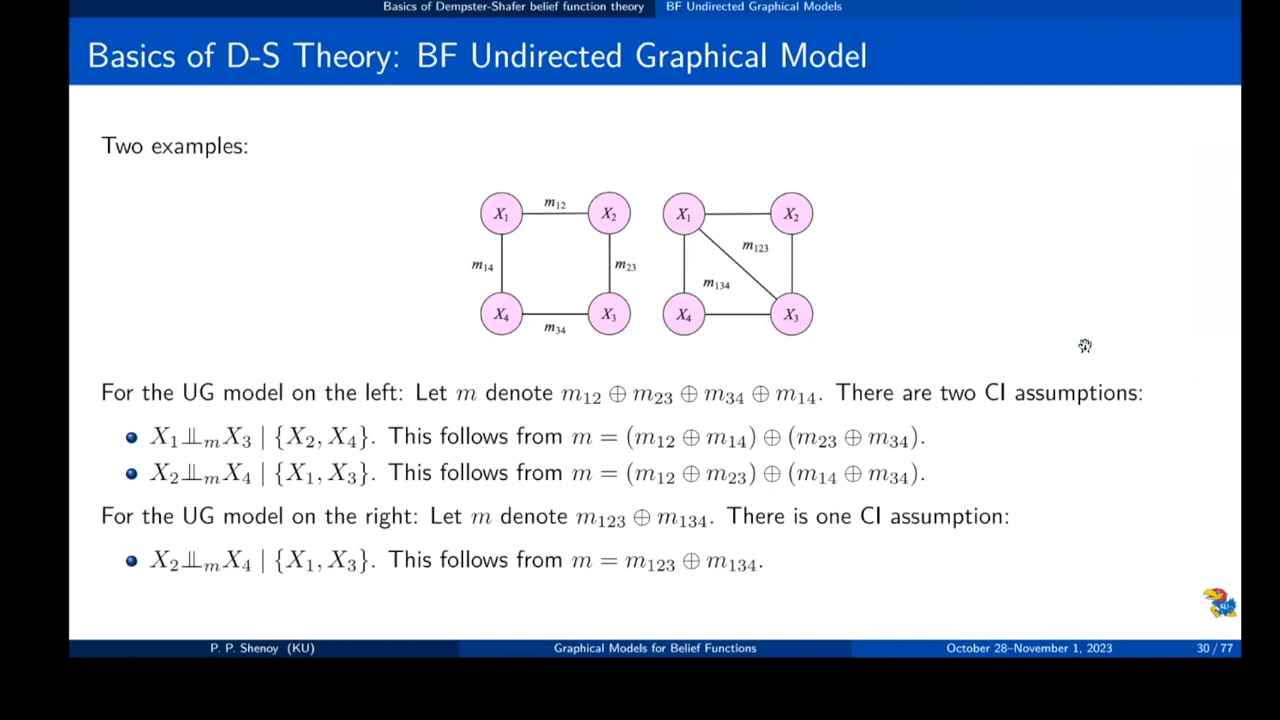 Basics of Dempster-Shafer belief function theory BF Undirected Graphical Models
Basics of D-S Theory: BF Undirected Graphical Model
Two examples:
X₁ m₁₂ X₂ X₁ X₂
m₁₂₃
m₁₄ m₂₃
m₁₃₄
X₄ m₃₄ X₃ X₄ X₃
For the UG model on the left: Let m denote m₁₂ ⊕ m₂₃ ⊕ m₃₄ ⊕ m₁₄. There are two CI assumptions:
X₁⫫ₘX₃ | {X₂, X₄}. This follows from m = (m₁₂ ⊕ m₁₄) ⊕ (m₂₃ ⊕ m₃₄).
X₂⫫ₘX₄ | {X₁, X₃}. This follows from m = (m₁₂ ⊕ m₂₃) ⊕ (m₁₄ ⊕ m₃₄).
For the UG model on the right: Let m denote m₁₂₃ ⊕ m₁₃₄. There is one CI assumption:
X₂⫫ₘX₄ | {X₁, X₃}. This follows from m = m₁₂₃ ⊕ m₁₃₄.
KU
P. P. Shenoy (KU) Graphical Models for Belief Functions October 28–November 1, 2023 30 / 77